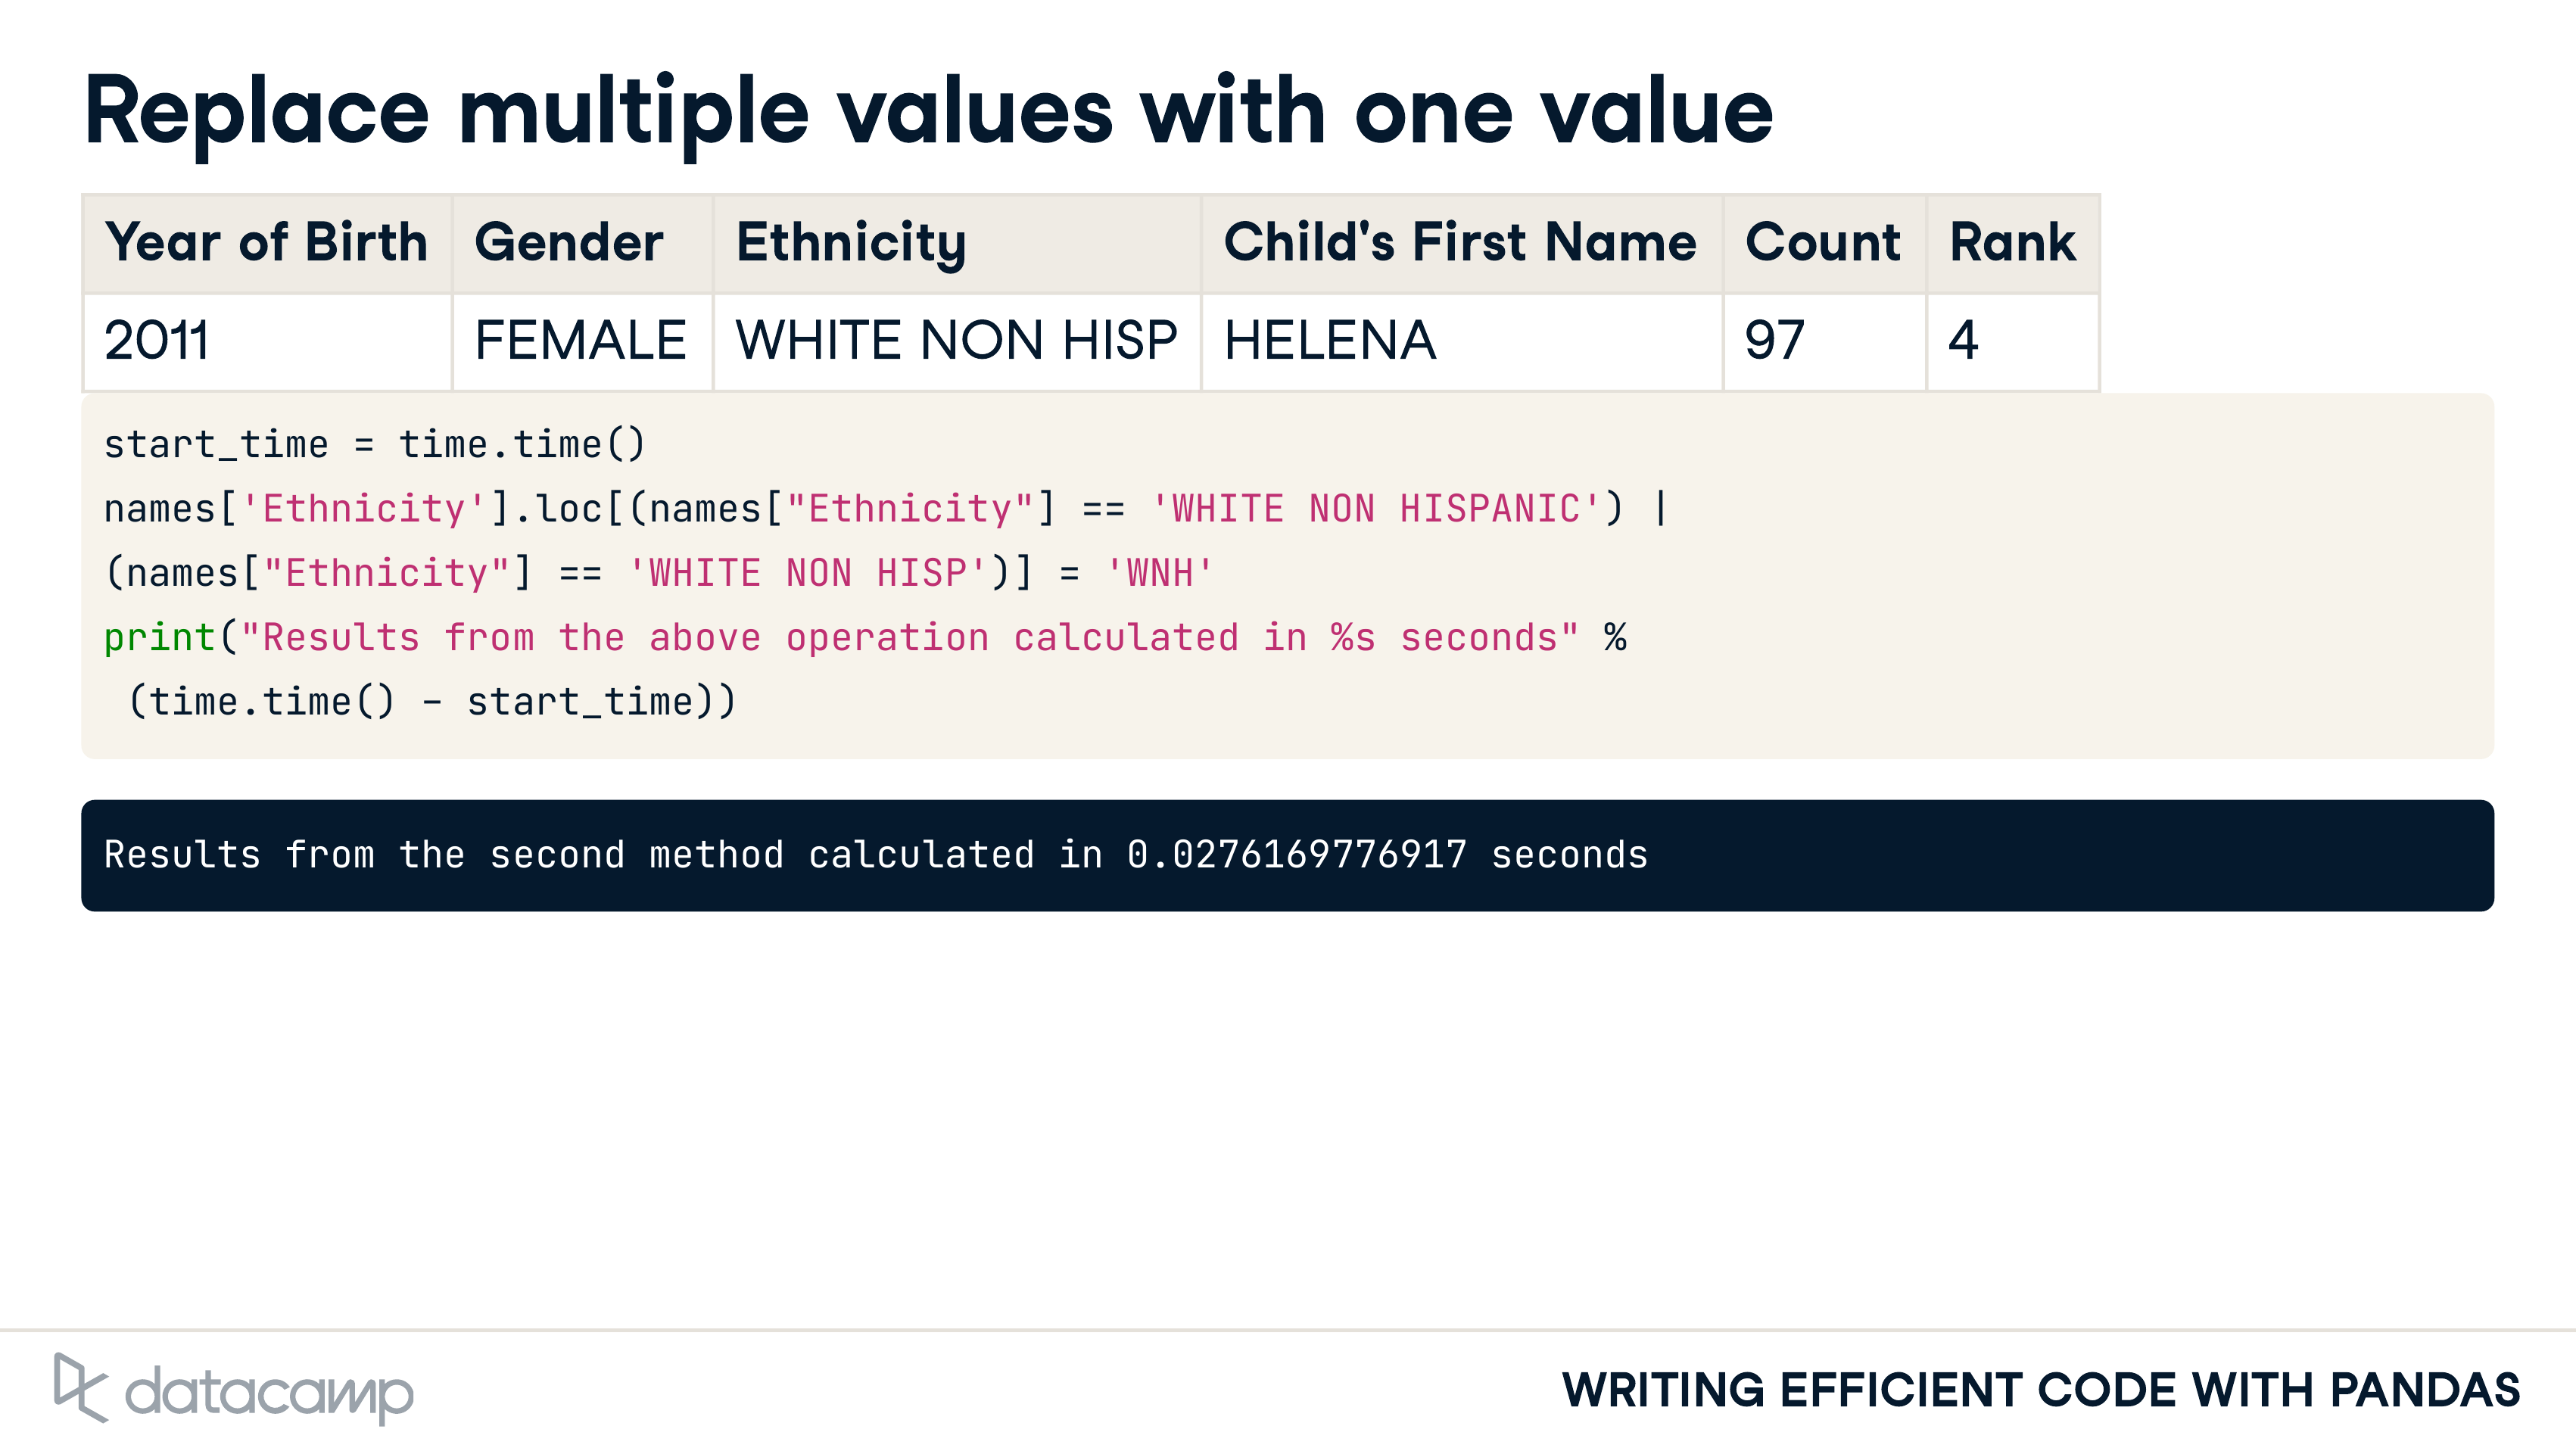 Replace multiple values with one value
Year of Birth Gender Ethnicity Child's First Name Count Rank
2011 FEMALE WHITE NON HISP HELENA 97 4
start_time = time.time()
names['Ethnicity'].loc[(names["Ethnicity"] == 'WHITE NON HISPANIC') |
(names["Ethnicity"] == 'WHITE NON HISP')] = 'WNH'
print("Results from the above operation calculated in %s seconds" %
(time.time() - start_time))
Results from the second method calculated in 0.0276169776917 seconds
datacamp
WRITING EFFICIENT CODE WITH PANDAS